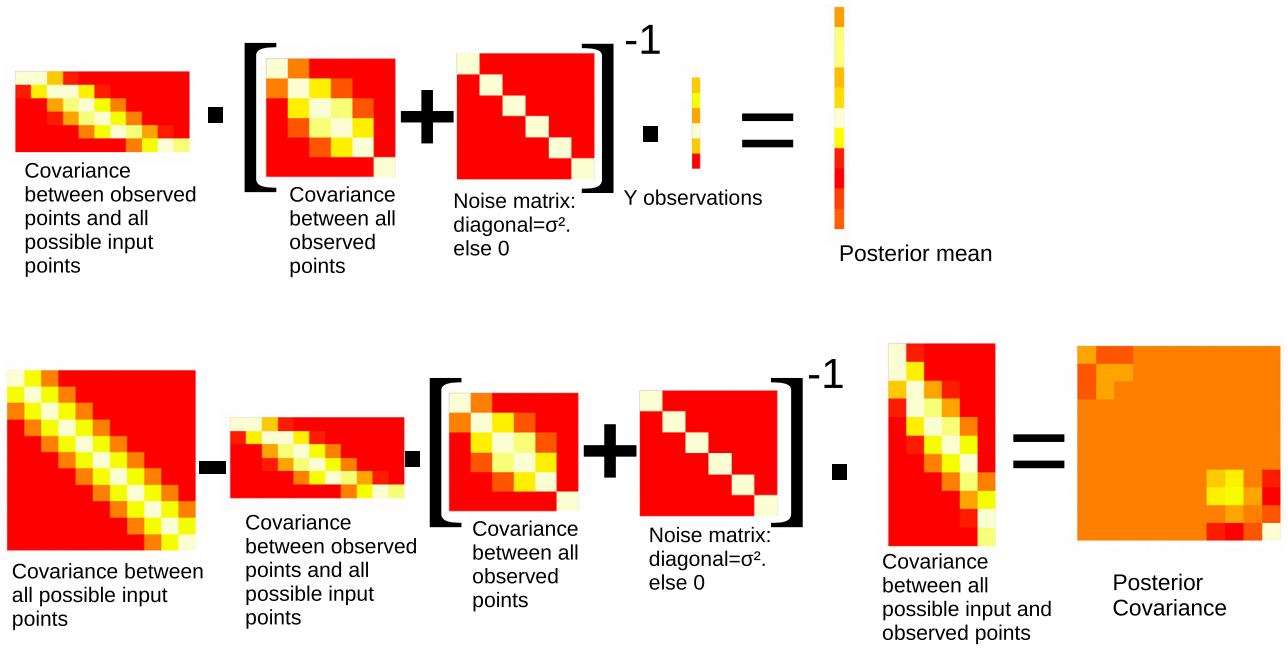 -1
Covariance
between observed
points and all
possible input
points
Covariance
between all
observed
points
Noise matrix:
diagonal=σ².
else 0
Y observations
Posterior mean
-1
Covariance between
all possible input
points
Covariance
between observed
points and all
possible input
points
Covariance
between all
observed
points
Noise matrix:
diagonal=σ².
else 0
Covariance
between all
possible input and
observed points
Posterior
Covariance